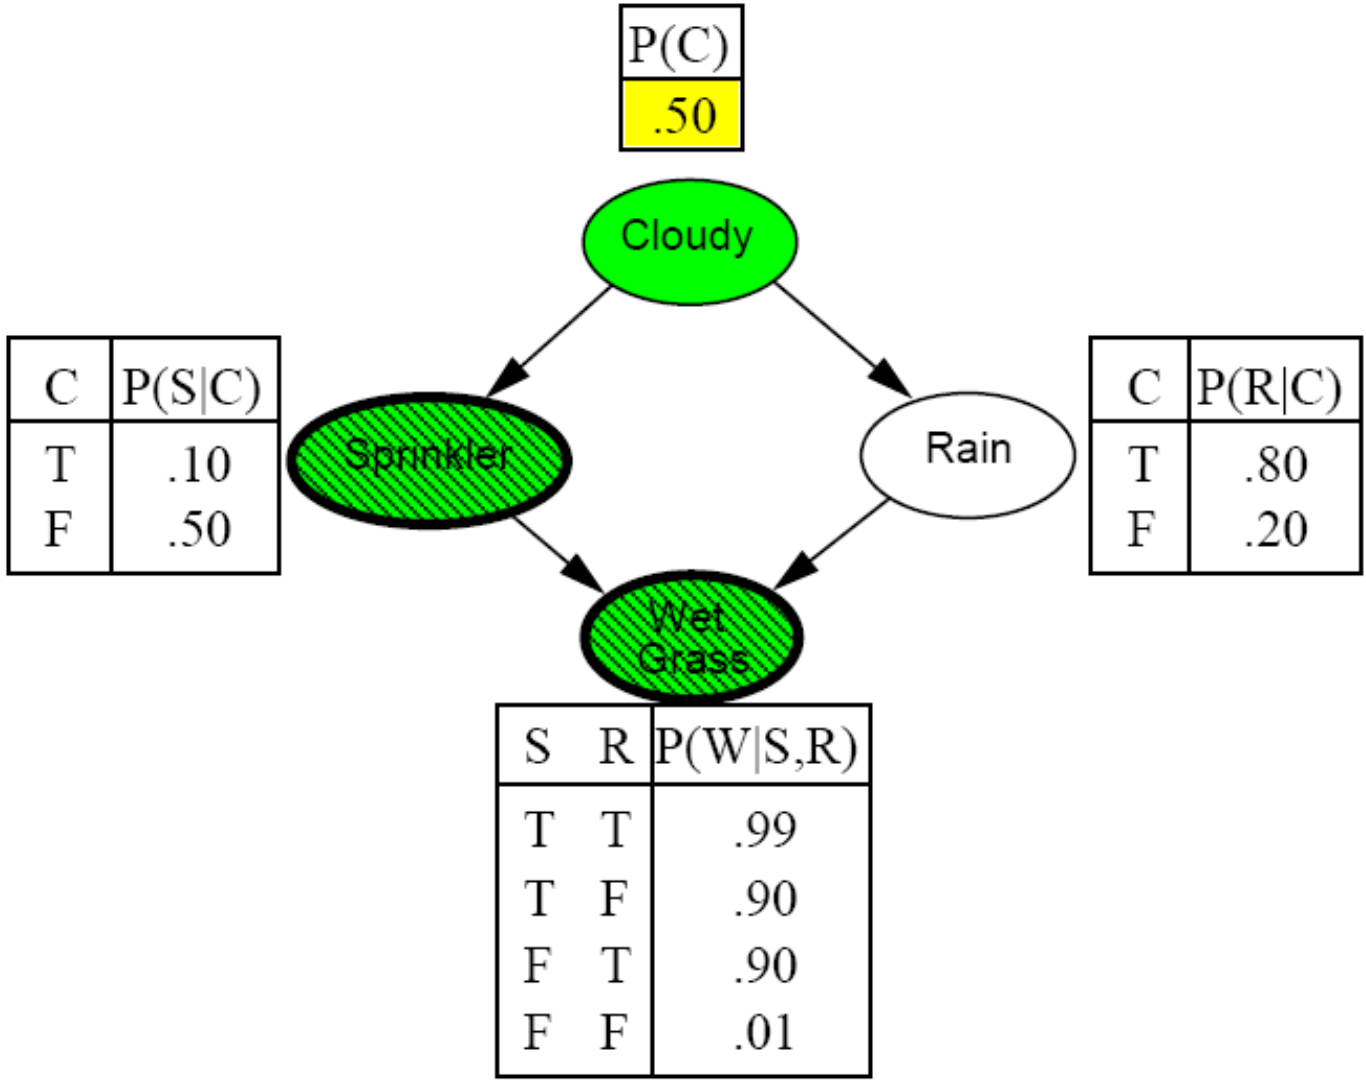 P(C)
.50
Cloudy
C P(S|C)
T .10
F .50
Sprinkler
Rain
C P(R|C)
T .80
F .20
Wet
Grass
S R P(W|S,R)
T T .99
T F .90
F T .90
F F .01